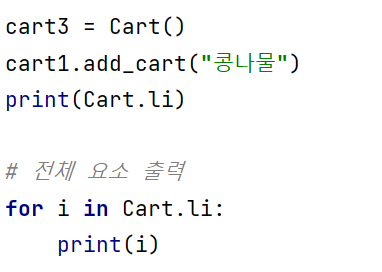 cart3 = Cart()
cart1.add_cart("콩나물")
print(Cart.li)
# 전체 요소 출력
for i in Cart.li:
    print(i)